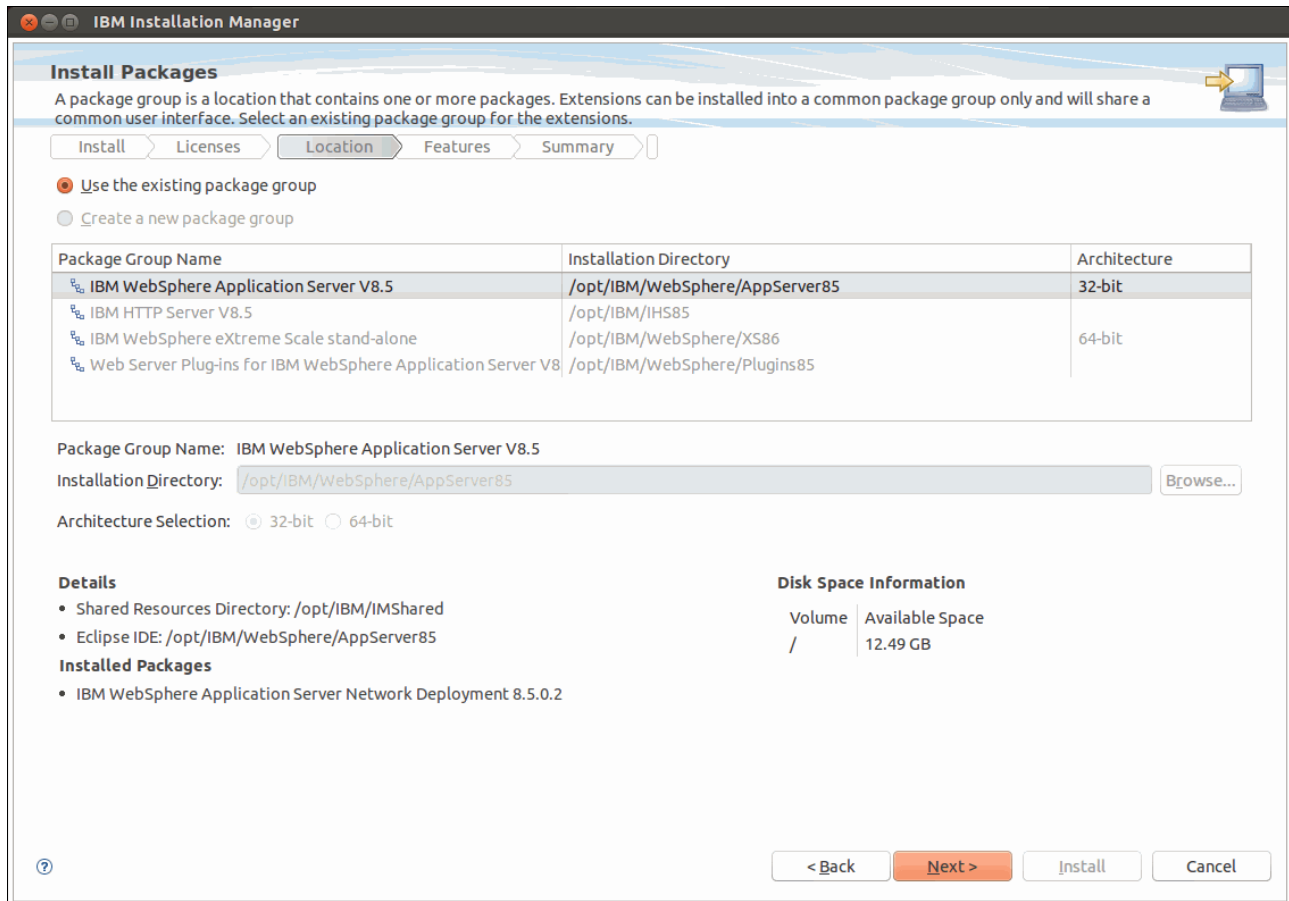 IBM Installation Manager
Install Packages
A package group is a location that contains one or more packages. Extensions can be installed into a common package group only and will share a
common user interface. Select an existing package group for the extensions.
Install Licenses Location Features Summary
Use the existing package group
Create a new package group
Package Group Name Installation Directory Architecture
IBM WebSphere Application Server V8.5 /opt/IBM/WebSphere/AppServer85 32-bit
IBM HTTP Server V8.5 /opt/IBM/IHS85
IBM WebSphere eXtreme Scale stand-alone /opt/IBM/WebSphere/XS86 64-bit
Web Server Plug-ins for IBM WebSphere Application Server V8 /opt/IBM/WebSphere/Plugins85
Package Group Name: IBM WebSphere Application Server V8.5
Installation Directory: /opt/IBM/WebSphere/AppServer85 Browse...
Architecture Selection: 32-bit 64-bit
Details Disk Space Information
• Shared Resources Directory: /opt/IBM/IMShared
Volume Available Space
• Eclipse IDE: /opt/IBM/WebSphere/AppServer85
/ 12.49 GB
Installed Packages
• IBM WebSphere Application Server Network Deployment 8.5.0.2
? < Back Next > Install Cancel